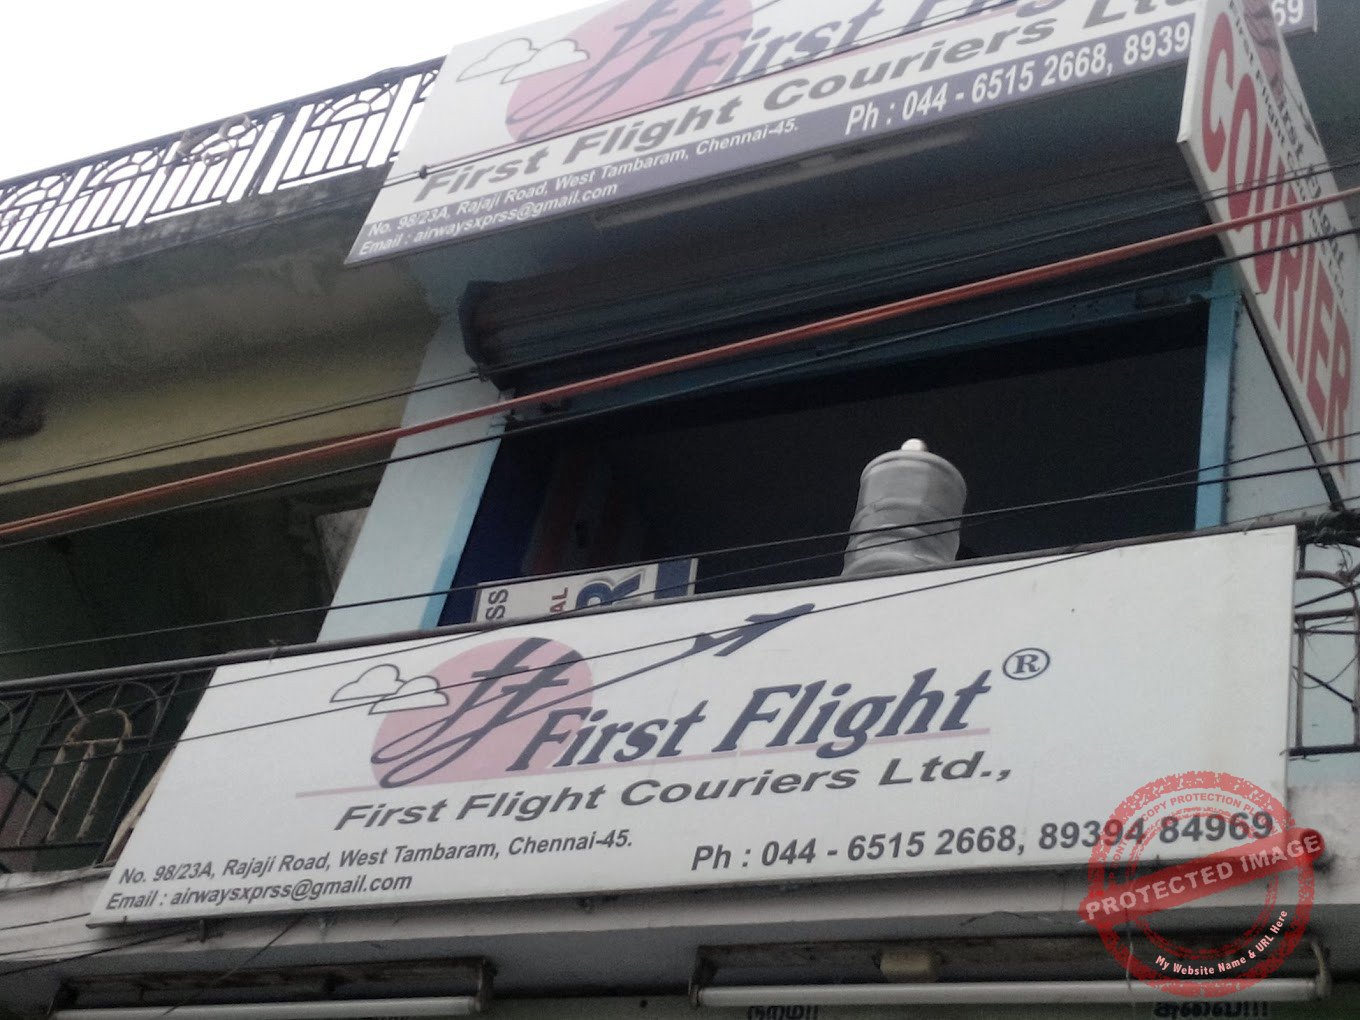 First Flight
First Flight Couriers Ltd
Ph : 044 - 6515 2668, 8939
69
No. 98/23A, Rajaji Road, West Tambaram, Chennai-45.
Email : airwaysxprss@gmail.com
COURIER
SS
AL
R
First Flight ®
First Flight Couriers Ltd.,
No. 98/23A, Rajaji Road, West Tambaram, Chennai-45.
Email : airwaysxprss@gmail.com
Ph : 044 - 6515 2668, 89394 84969
PROTECTED IMAGE
My Website Name & URL Here